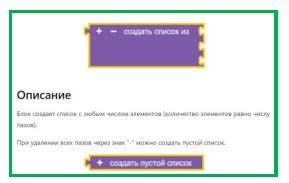 + − создать список из
Описание
Блок создает список с любым числом элементов (количество элементов равно числу
пазов).
При удалении всех пазов через знак "-" можно создать пустой список.
+ создать пустой список